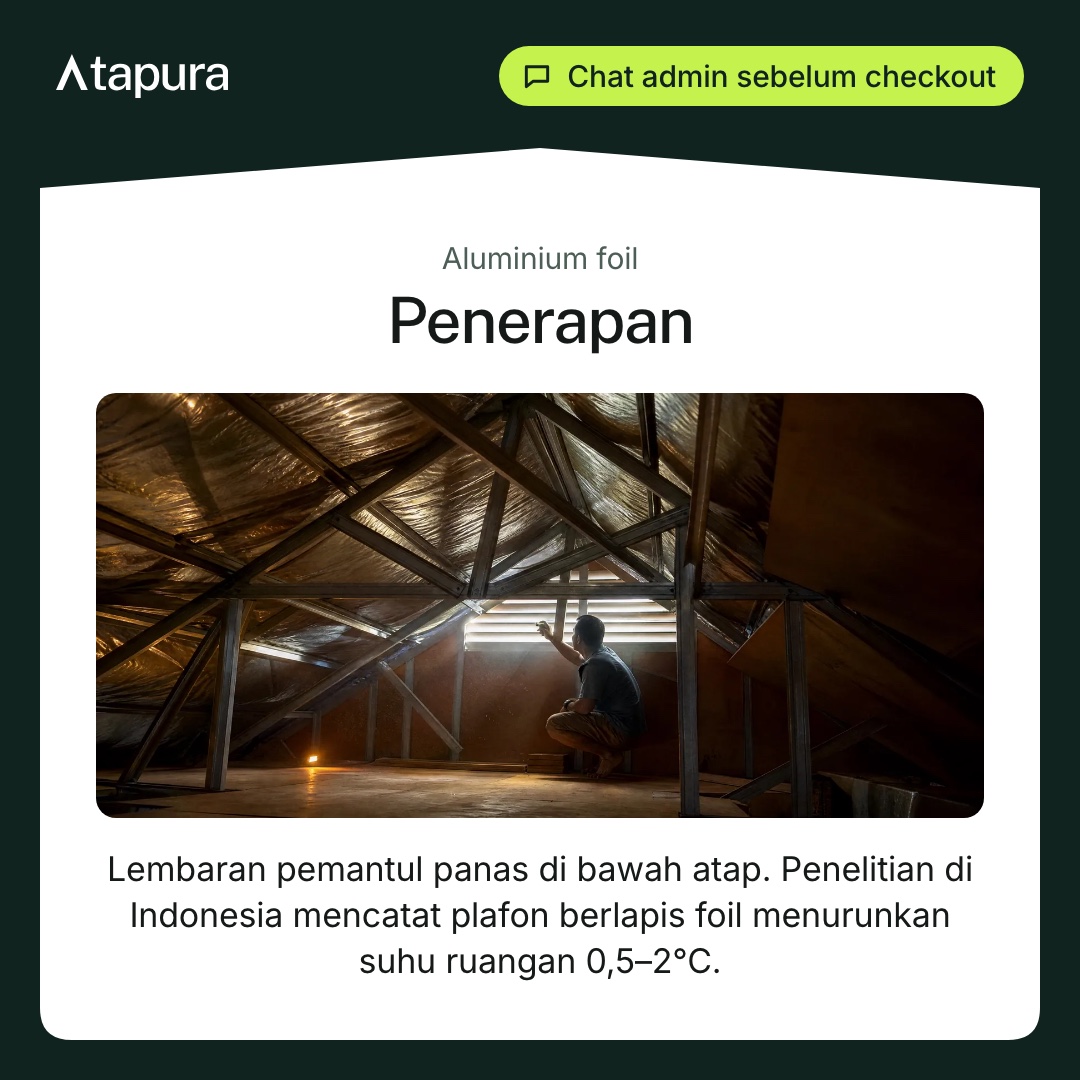 Atapura
Chat admin sebelum checkout
Aluminium foil
Penerapan
Lembaran pemantul panas di bawah atap. Penelitian di
Indonesia mencatat plafon berlapis foil menurunkan
suhu ruangan 0,5–2°C.